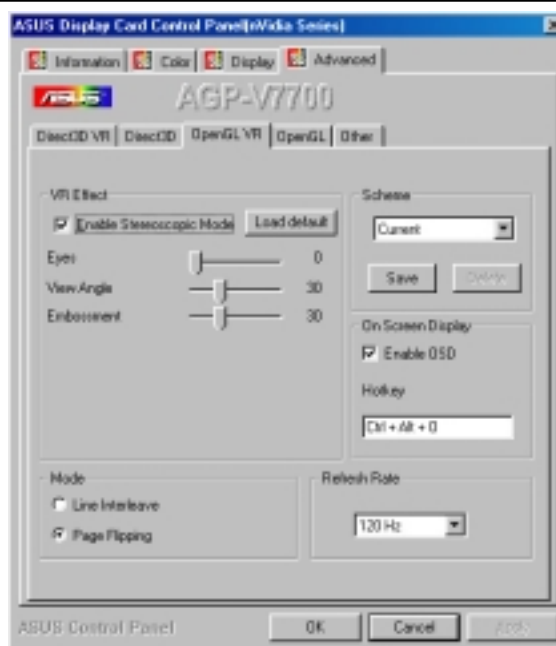 ASUS Display Card Control Panel(nVidia Series)
Information Color Display Advanced
ASUS AGP-V7700
Direct3D VR Direct3D OpenGL VR OpenGL Other
VR Effect
Enable Stereoscopic Mode Load default
Eyes 0
View Angle 30
Embossment 30
Scheme
Current
Save Delete
On Screen Display
Enable OSD
Hotkey
Ctrl + Alt + O
Mode
Line Interleave
Page Flipping
Refresh Rate
120 Hz
ASUS Control Panel OK Cancel Apply